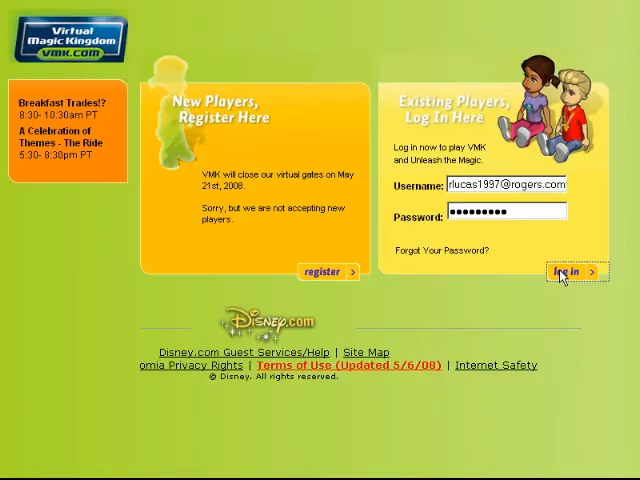 Virtual
Magic Kingdom
VMK.COM
Breakfast Trades!?
8:30- 10:30am PT
A Celebration of
Themes - The Ride
5:30- 8:30pm PT
New Players,
Register Here
VMK will close our virtual gates on May
21st, 2008.
Sorry, but we are not accepting new
players.
register
Existing Players,
Log In Here
Log in now to play VMK
and Unleash the Magic.
Username: rlucas1997@rogers.com
Password: ●●●●●●●●●
Forgot Your Password?
log in
Disney.com
Disney.com Guest Services/Help | Site Map
ornia Privacy Rights | Terms of Use (Updated 5/6/08) | Internet Safety
© Disney. All rights reserved.